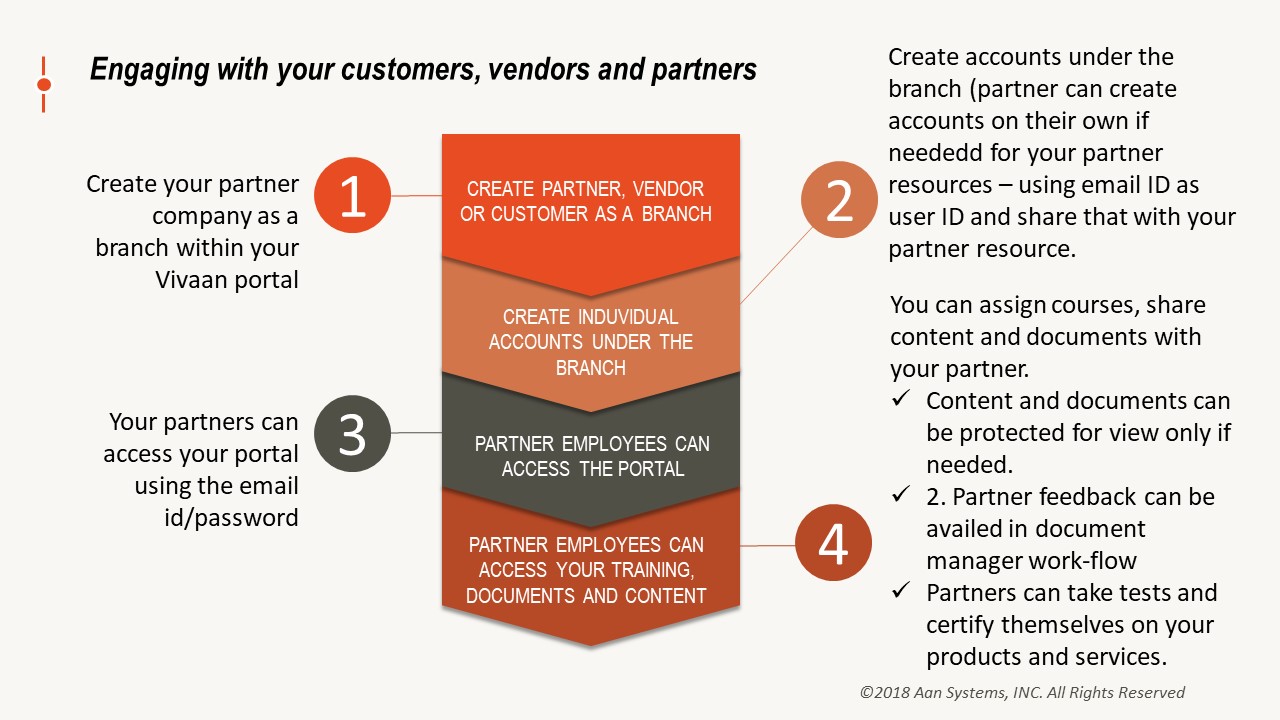 Engaging with your customers, vendors and partners
Create your partner
company as a
branch within your
Vivaan portal
1
CREATE PARTNER, VENDOR
OR CUSTOMER AS A BRANCH
2
Create accounts under the
branch (partner can create
accounts on their own if
neededd for your partner
resources – using email ID as
user ID and share that with your
partner resource.
CREATE INDUVIDUAL
ACCOUNTS UNDER THE
BRANCH
Your partners can
access your portal
using the email
id/password
3
PARTNER EMPLOYEES CAN
ACCESS THE PORTAL
PARTNER EMPLOYEES CAN
ACCESS YOUR TRAINING,
DOCUMENTS AND CONTENT
4
You can assign courses, share
content and documents with
your partner.
✓ Content and documents can
be protected for view only if
needed.
✓ 2. Partner feedback can be
availed in document
manager work-flow
✓ Partners can take tests and
certify themselves on your
products and services.
©2018 Aan Systems, INC. All Rights Reserved